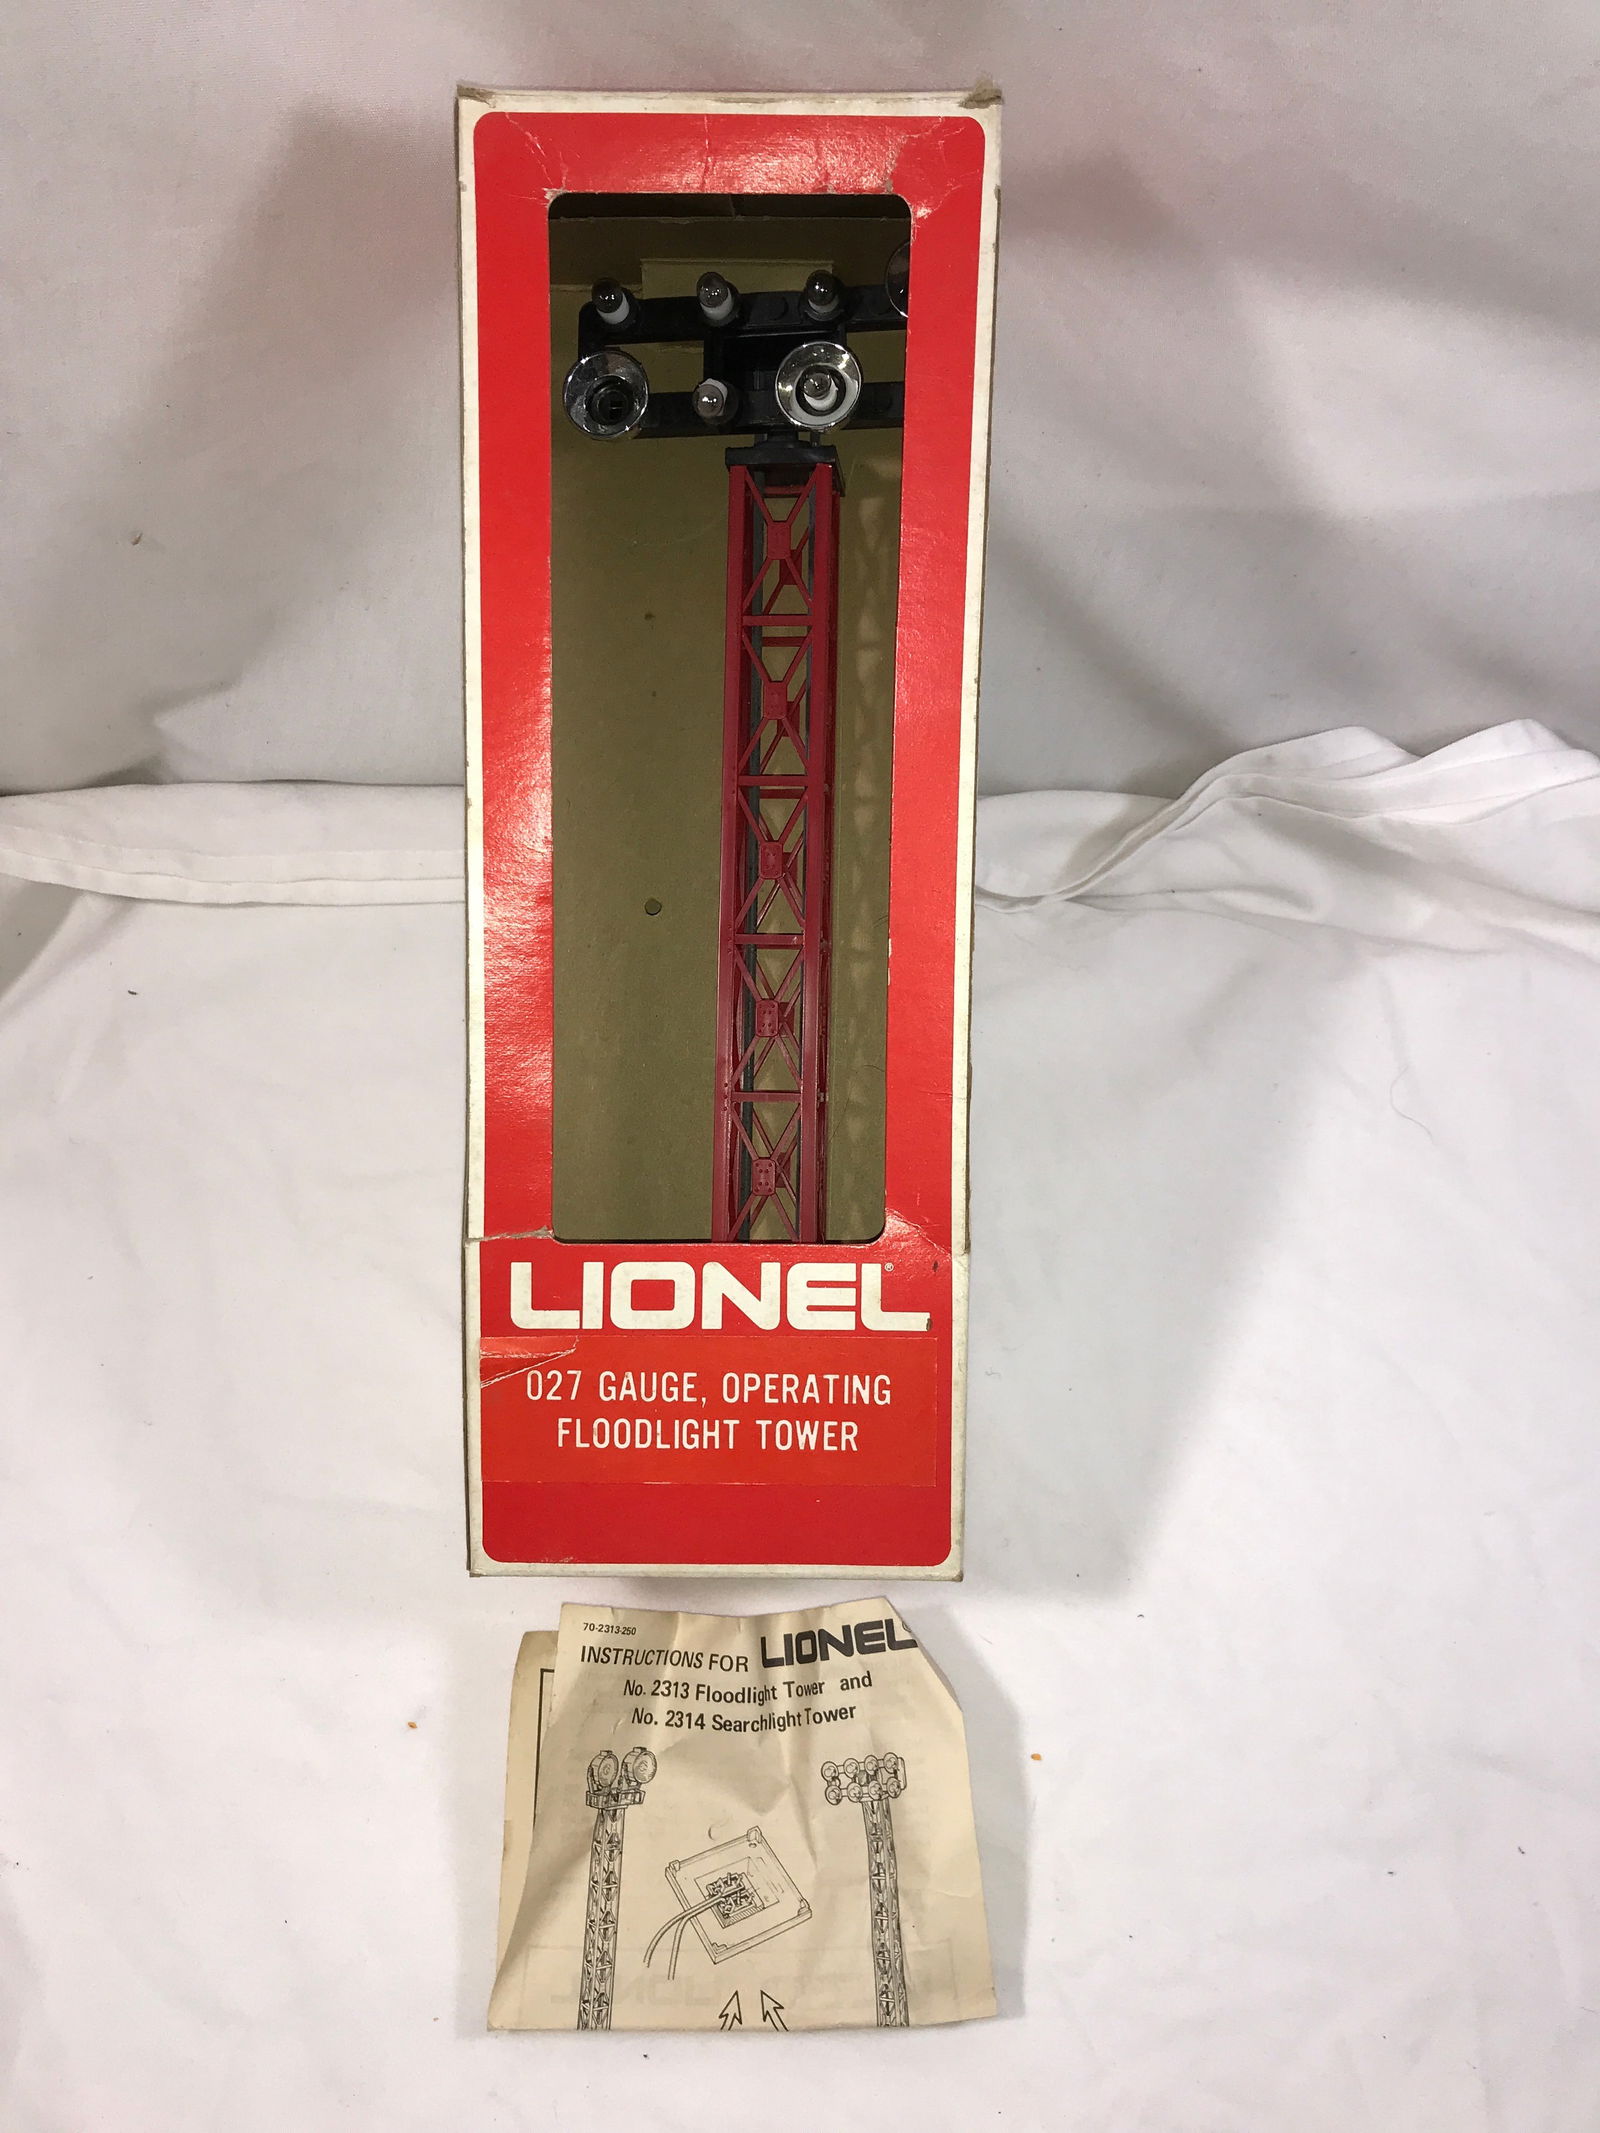 LIONEL®
027 GAUGE, OPERATING
FLOODLIGHT TOWER
70-2313-250
INSTRUCTIONS FOR LIONEL
No. 2313 Floodlight Tower and
No. 2314 Searchlight Tower